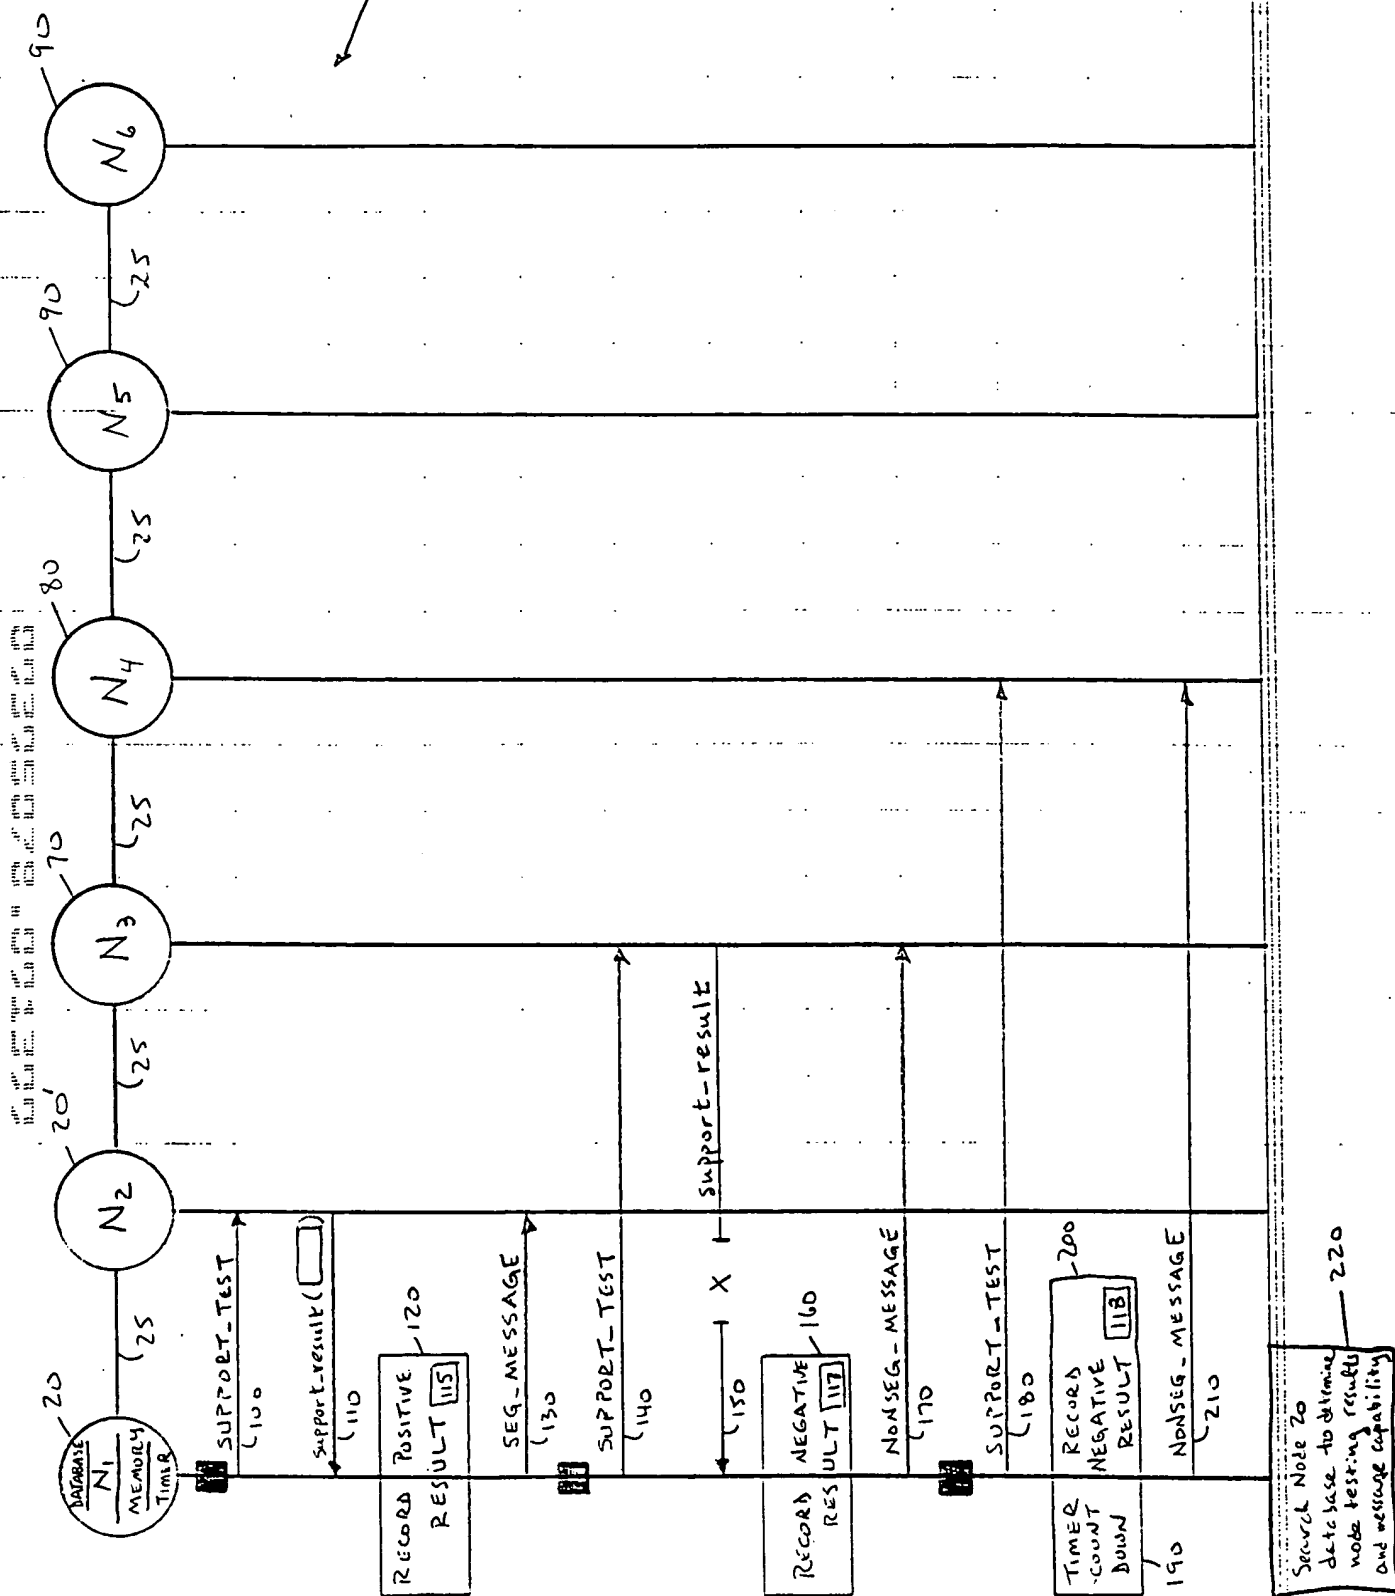 20
20'
70
80
90
90
DATABASE
N1
MEMORY
TIMER
N2
N3
N4
N5
N6
25
25
25
25
25
SUPPORT_TEST
100
support_result ( )
110
RECORD POSITIVE
RESULT 115
120
SEG_MESSAGE
130
SUPPORT_TEST
140
support_result
X
150
RECORD NEGATIVE
RESULT 117
160
NONSEG_MESSAGE
170
SUPPORT_TEST
180
TIMER
COUNT
DOWN
190
RECORD
NEGATIVE
RESULT 118
200
NONSEG_MESSAGE
210
Search Node 20
database to determine
node testing results
and message capability
220